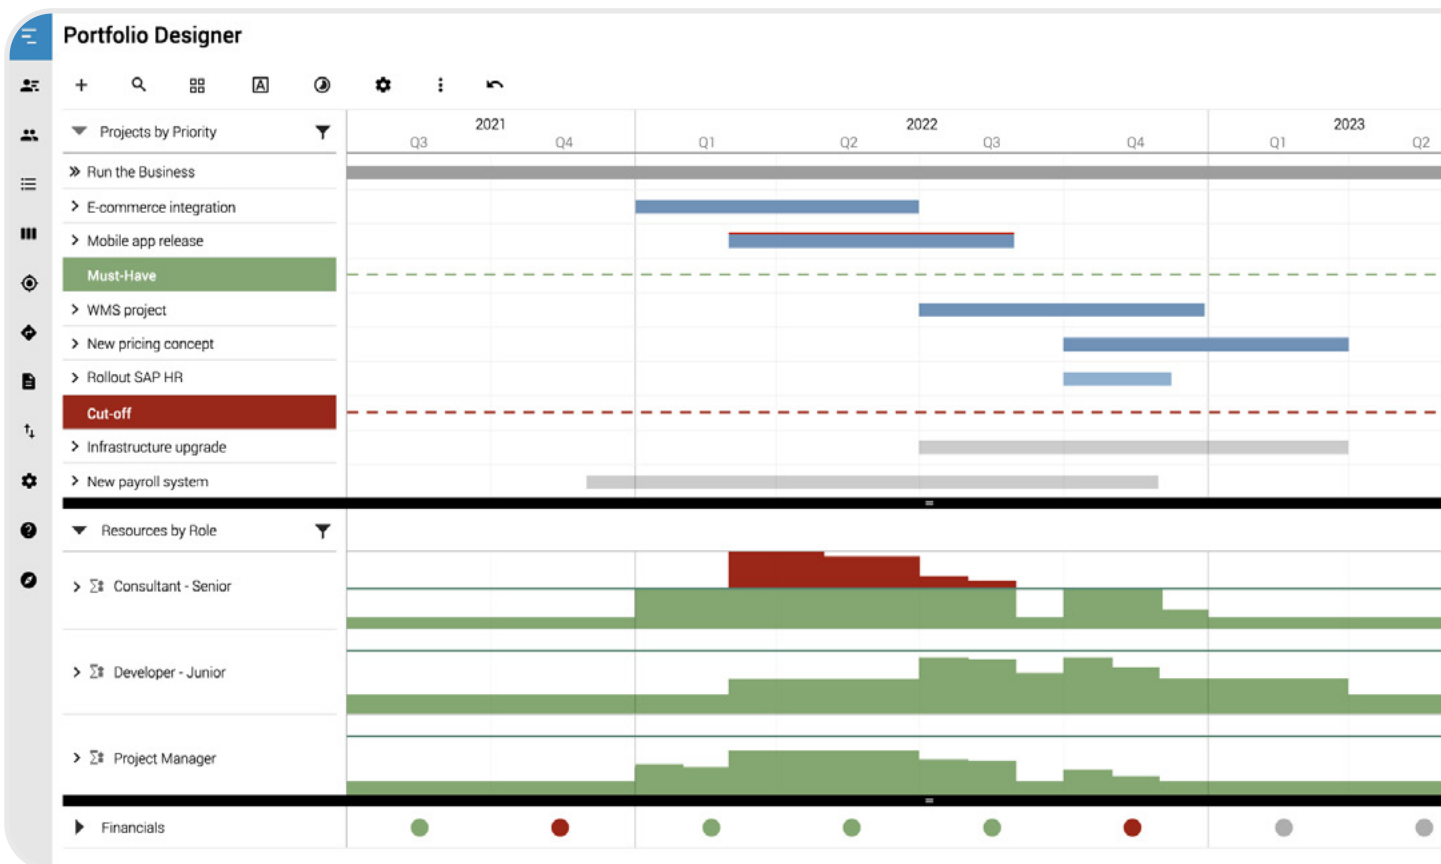 Portfolio Designer
A
Projects by Priority
2021
2022
2023
Q3 Q4 Q1 Q2 Q3 Q4 Q1 Q2
Run the Business
E-commerce integration
Mobile app release
Must-Have
WMS project
New pricing concept
Rollout SAP HR
Cut-off
Infrastructure upgrade
New payroll system
Resources by Role
Σ Consultant - Senior
Σ Developer - Junior
Σ Project Manager
Financials